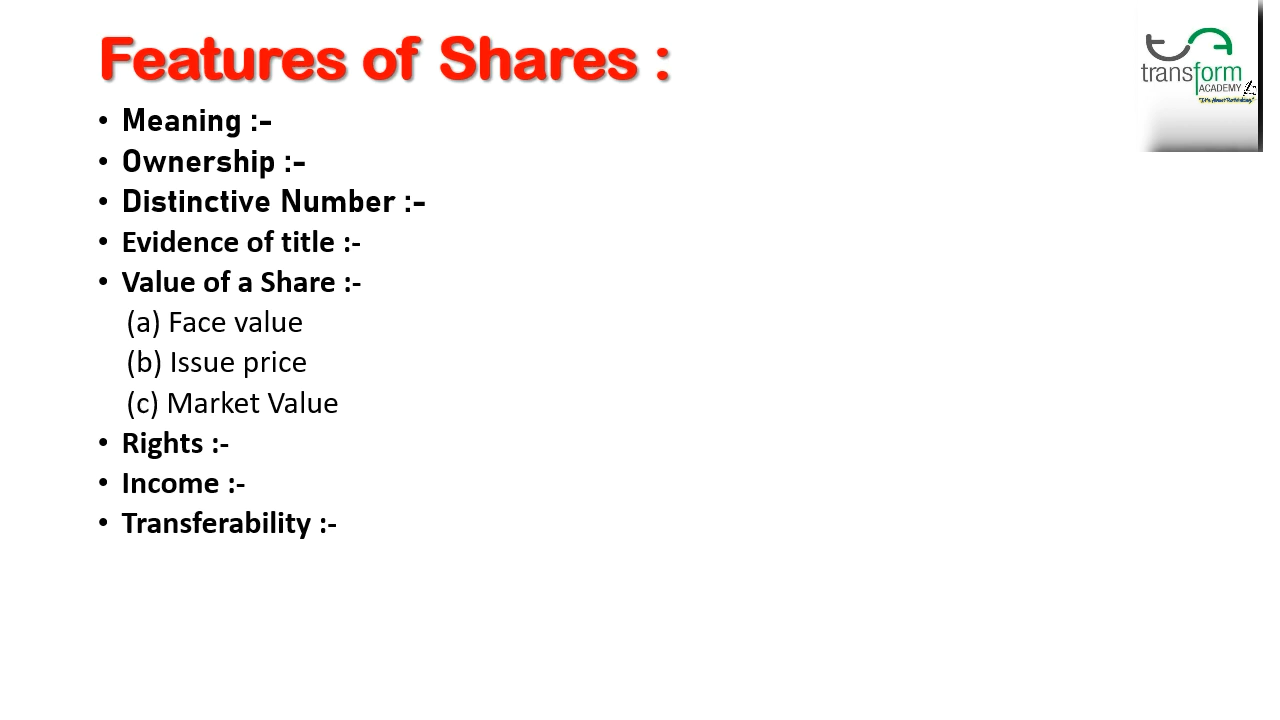 Features of Shares :
transform
ACADEMY
• Meaning :-
• Ownership :-
• Distinctive Number :-
• Evidence of title :-
• Value of a Share :-
(a) Face value
(b) Issue price
(c) Market Value
• Rights :-
• Income :-
• Transferability :-